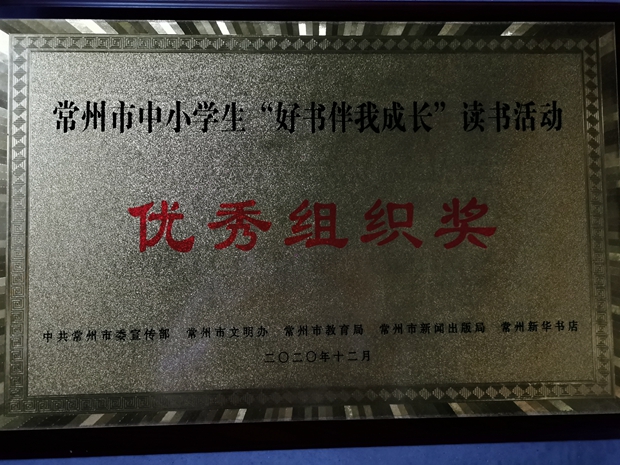 常州市中小学生“好书伴我成长”读书活动
优秀组织奖
中共常州市委宣传部 常州市文明办 常州市教育局 常州市新闻出版局 常州新华书店
二〇二〇年十二月